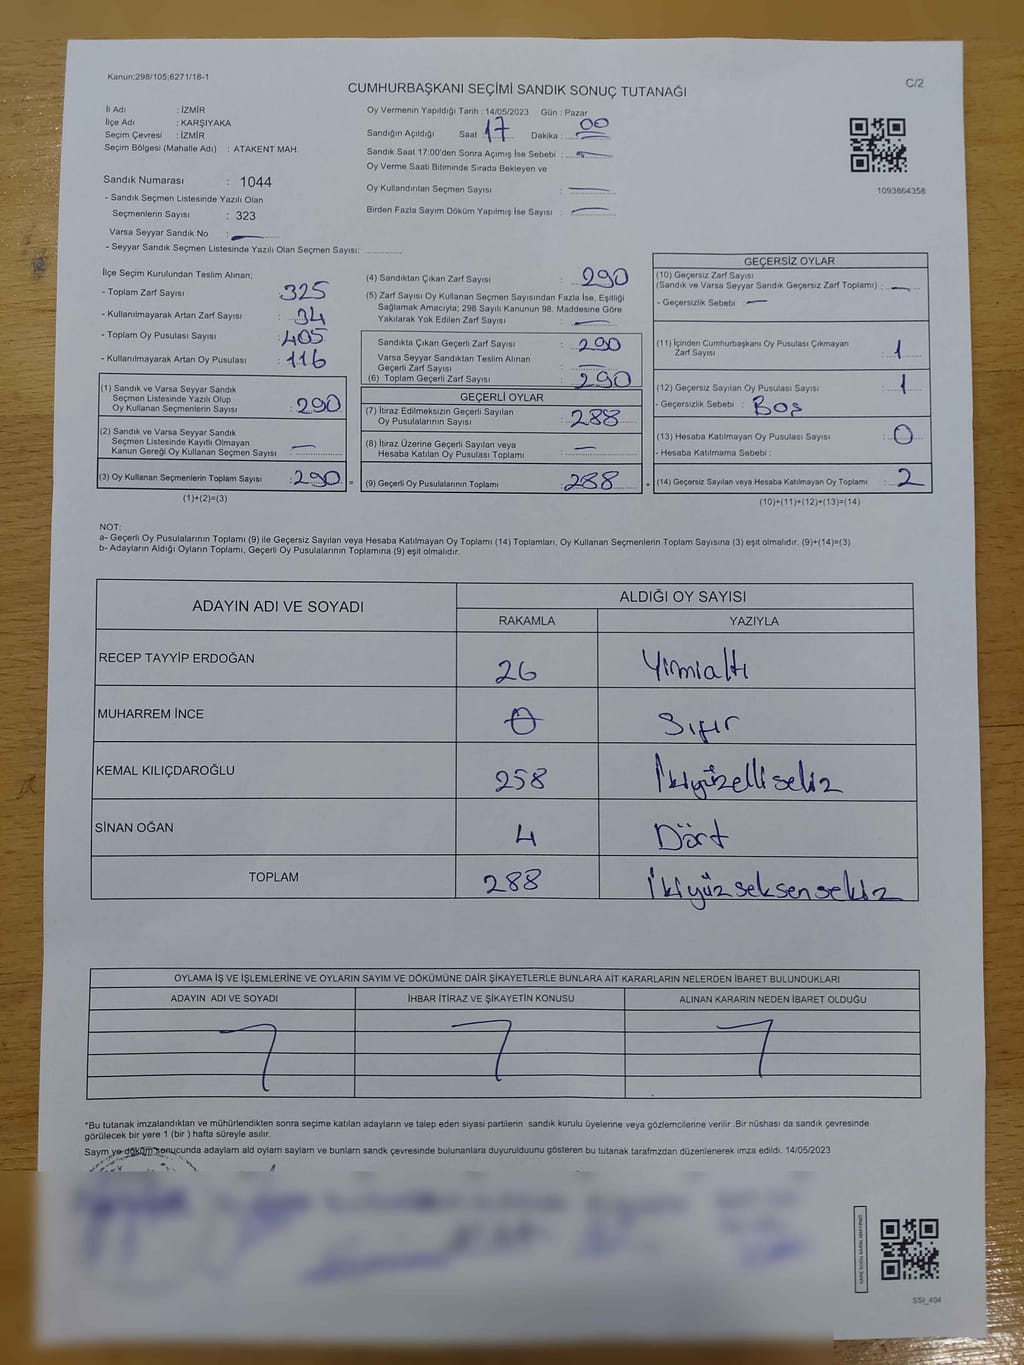 Kanun:298/105;6271/18-1
CUMHURBAŞKANI SEÇİMİ SANDIK SONUÇ TUTANAĞI
C/2
İl Adı : İZMİR
İlçe Adı : KARŞIYAKA
Seçim Çevresi : İZMİR
Seçim Bölgesi (Mahalle Adı) : ATAKENT MAH.
Sandık Numarası : 1044
- Sandık Seçmen Listesinde Yazılı Olan
Seçmenlerin Sayısı : 323
Varsa Seyyar Sandık No :
- Seyyar Sandık Seçmen Listesinde Yazılı Olan Seçmen Sayısı:
Oy Vermenin Yapıldığı Tarih : 14/05/2023 Gün : Pazar
Sandığın Açıldığı Saat 17 Dakika : 00
Sandık Saat 17:00'den Sonra Açımış İse Sebebi :
Oy Verme Saati Bitiminde Sırada Bekleyen ve
Oy Kullandırılan Seçmen Sayısı :
Birden Fazla Sayım Döküm Yapılmış İse Sayısı :
1093864358
İlçe Seçim Kurulundan Teslim Alınan;
- Toplam Zarf Sayısı : 325
- Kullanılmayarak Artan Zarf Sayısı : 34
- Toplam Oy Pusulası Sayısı : 405
- Kullanılmayarak Artan Oy Pusulası : 116
(1) Sandık ve Varsa Seyyar Sandık
Seçmen Listesinde Yazılı Olup
Oy Kullanan Seçmenlerin Sayısı : 290
(2) Sandık ve Varsa Seyyar Sandık
Seçmen Listesinde Kayıtlı Olmayan
Kanun Gereği Oy Kullanan Seçmen Sayısı :
(3) Oy Kullanan Seçmenlerin Toplam Sayısı : 290 =
(1)+(2)=(3)
(4) Sandıktan Çıkan Zarf Sayısı : 290
(5) Zarf Sayısı Oy Kullanan Seçmen Sayısından Fazla İse, Eşitliği
Sağlamak Amacıyla; 298 Sayılı Kanunun 98. Maddesine Göre
Yakılarak Yok Edilen Zarf Sayısı :
Sandıkta Çıkan Geçerli Zarf Sayısı : 290
Varsa Seyyar Sandıktan Teslim Alınan
Geçerli Zarf Sayısı :
(6) Toplam Geçerli Zarf Sayısı : 290
GEÇERLİ OYLAR
(7) İtiraz Edilmeksizin Geçerli Sayılan
Oy Pusulalarının Sayısı : 288
(8) İtiraz Üzerine Geçerli Sayılan veya
Hesaba Katılan Oy Pusulası Toplamı :
(9) Geçerli Oy Pusulalarının Toplamı : 288 +
GEÇERSİZ OYLAR
(10) Geçersiz Zarf Sayısı
(Sandık ve Varsa Seyyar Sandık Geçersiz Zarf Toplamı) :
- Geçersizlik Sebebi :
(11) İçinden Cumhurbaşkanı Oy Pusulası Çıkmayan
Zarf Sayısı : 1
(12) Geçersiz Sayılan Oy Pusulası Sayısı : 1
- Geçersizlik Sebebi : Boş
(13) Hesaba Katılmayan Oy Pusulası Sayısı : 0
- Hesaba Katılmama Sebebi :
(14) Geçersiz Sayılan veya Hesaba Katılmayan Oy Toplamı : 2
(10)+(11)+(12)+(13)=(14)
NOT:
a- Geçerli Oy Pusulalarının Toplamı (9) ile Geçersiz Sayılan veya Hesaba Katılmayan Oy Toplamı (14) Toplamları, Oy Kullanan Seçmenlerin Toplam Sayısına (3) eşit olmalıdır. (9)+(14)=(3)
b- Adayların Aldığı Oyların Toplamı, Geçerli Oy Pusulalarının Toplamına (9) eşit olmalıdır.
ADAYIN ADI VE SOYADI ALDIĞI OY SAYISI
RAKAMLA YAZIYLA
RECEP TAYYİP ERDOĞAN 26 Yirmialtı
MUHARREM İNCE 0 Sıfır
KEMAL KILIÇDAROĞLU 258 İkiyüzellisekiz
SİNAN OĞAN 4 Dört
TOPLAM 288 İkiyüzseksensekiz
OYLAMA İŞ VE İŞLEMLERİNE VE OYLARIN SAYIM VE DÖKÜMÜNE DAİR ŞİKAYETLERLE BUNLARA AİT KARARLARIN NELERDEN İBARET BULUNDUKLARI
ADAYIN ADI VE SOYADI İHBAR İTİRAZ VE ŞİKAYETİN KONUSU ALINAN KARARIN NEDEN İBARET OLDUĞU
*Bu tutanak imzalandıktan ve mühürlendikten sonra seçime katılan adayların ve talep eden siyasi partilerin sandık kurulu üyelerine veya gözlemcilerine verilir .Bir nüshası da sandık çevresinde
görülecek bir yere 1 (bir ) hafta süreyle asılır.
Sayım ve döküm sonucunda adayların ald oyların sayların ve bunların sandk çevresinde bulunanlara duyurulduunu gösteren bu tutanak tarafmzdan düzenlenerek imza edildi. 14/05/2023
SSI_404